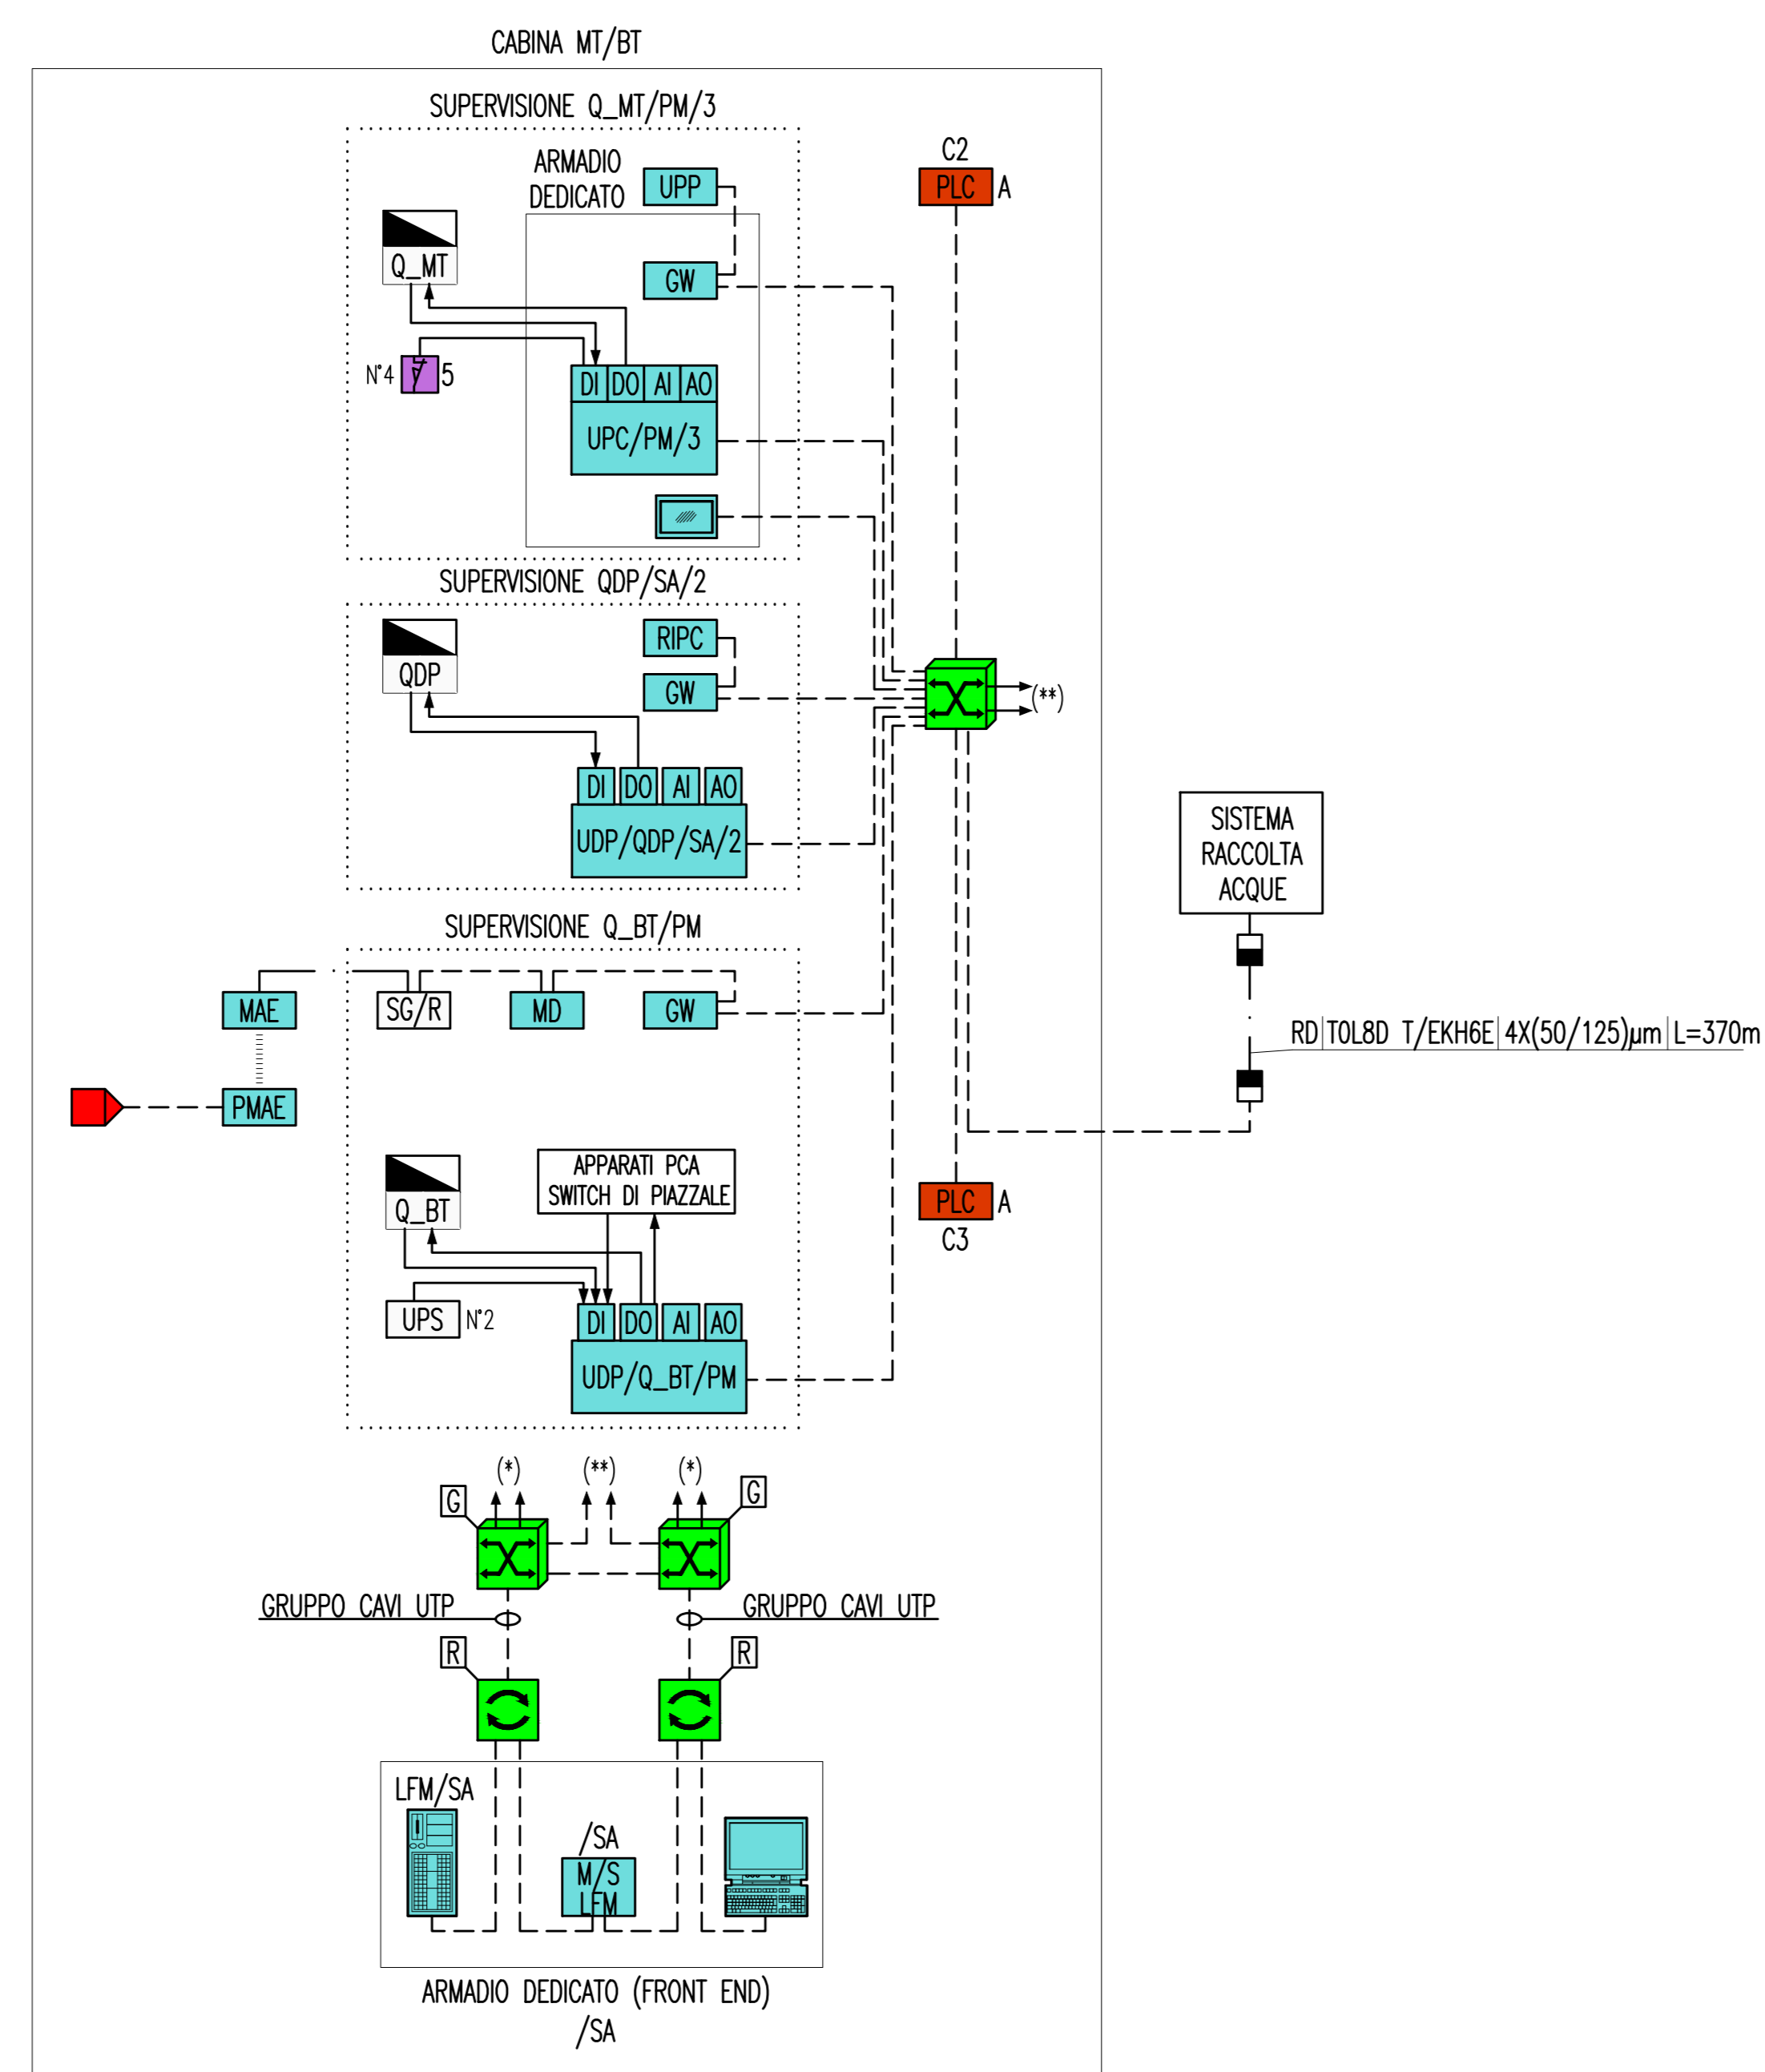 CABINA MT/BT
SUPERVISIONE Q_MT/PM/3
ARMADIO
DEDICATO
UPP
C2
PLC A
Q_MT
GW
N°4
5
DI DO AI AO
UPC/PM/3
SUPERVISIONE QDP/SA/2
RIPC
QDP
GW
(**)
DI DO AI AO
UDP/QDP/SA/2
SISTEMA
RACCOLTA
ACQUE
SUPERVISIONE Q_BT/PM
MAE
SG/R
MD
GW
RD|TOL8D T/EKH6E|4X(50/125)µm|L=370m
PMAE
APPARATI PCA
SWITCH DI PIAZZALE
Q_BT
PLC A
C3
UPS N°2
DI DO AI AO
UDP/Q_BT/PM
(*) (**) (*)
G
G
GRUPPO CAVI UTP
GRUPPO CAVI UTP
R
R
LFM/SA
/SA
M/S
LFM
ARMADIO DEDICATO (FRONT END)
/SA